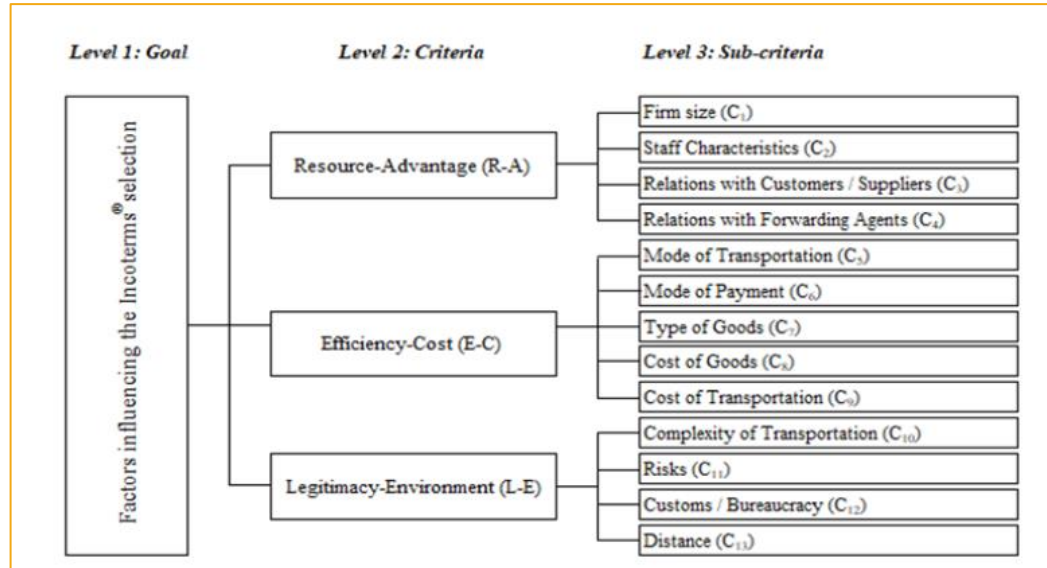 Level 1: Goal
Level 2: Criteria
Level 3: Sub-criteria
Factors influencing the Incoterms® selection
Resource-Advantage (R-A)
Firm size (C₁)
Staff Characteristics (C₂)
Relations with Customers / Suppliers (C₃)
Relations with Forwarding Agents (C₄)
Efficiency-Cost (E-C)
Mode of Transportation (C₅)
Mode of Payment (C₆)
Type of Goods (C₇)
Cost of Goods (C₈)
Cost of Transportation (C₉)
Legitimacy-Environment (L-E)
Complexity of Transportation (C₁₀)
Risks (C₁₁)
Customs / Bureaucracy (C₁₂)
Distance (C₁₃)